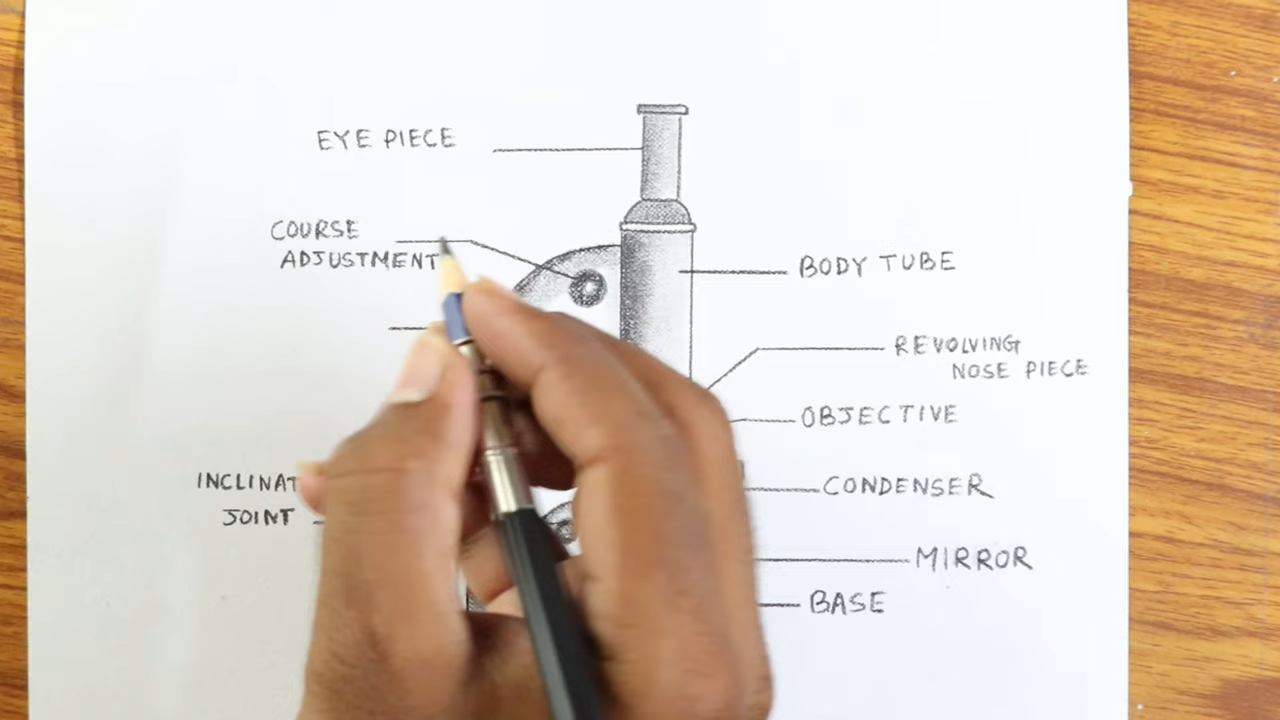 EYE PIECE
COURSE
ADJUSTMENT
BODY TUBE
REVOLVING
NOSE PIECE
OBJECTIVE
CONDENSER
JOINT
MIRROR
BASE